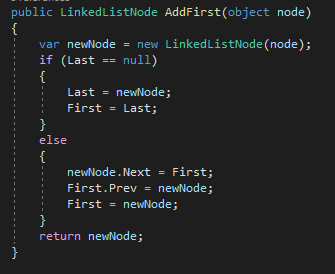 public LinkedListNode AddFirst(object node)
{
var newNode = new LinkedListNode(node);
if (Last == null)
{
Last = newNode;
First = Last;
}
else
{
newNode.Next = First;
First.Prev = newNode;
First = newNode;
}
return newNode;
}